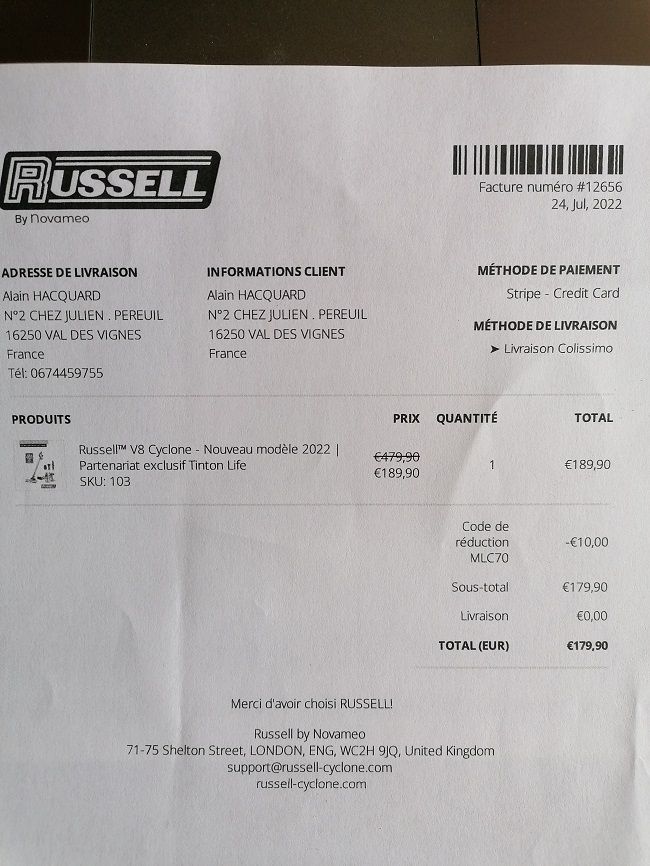 RUSSELL
By novameo
Facture numéro #12656
24, Jul, 2022
ADRESSE DE LIVRAISON
Alain HACQUARD
N°2 CHEZ JULIEN . PEREUIL
16250 VAL DES VIGNES
France
Tél: 0674459755
INFORMATIONS CLIENT
Alain HACQUARD
N°2 CHEZ JULIEN . PEREUIL
16250 VAL DES VIGNES
France
MÉTHODE DE PAIEMENT
Stripe - Credit Card
MÉTHODE DE LIVRAISON
➤ Livraison Colissimo
PRODUITS PRIX QUANTITÉ TOTAL
Russell™ V8 Cyclone - Nouveau modèle 2022 | €479,90
Partenariat exclusif Tinton Life €189,90 1 €189,90
SKU: 103
Code de
réduction -€10,00
MLC70
Sous-total €179,90
Livraison €0,00
TOTAL (EUR) €179,90
Merci d'avoir choisi RUSSELL!
Russell by Novameo
71-75 Shelton Street, LONDON, ENG, WC2H 9JQ, United Kingdom
support@russell-cyclone.com
russell-cyclone.com